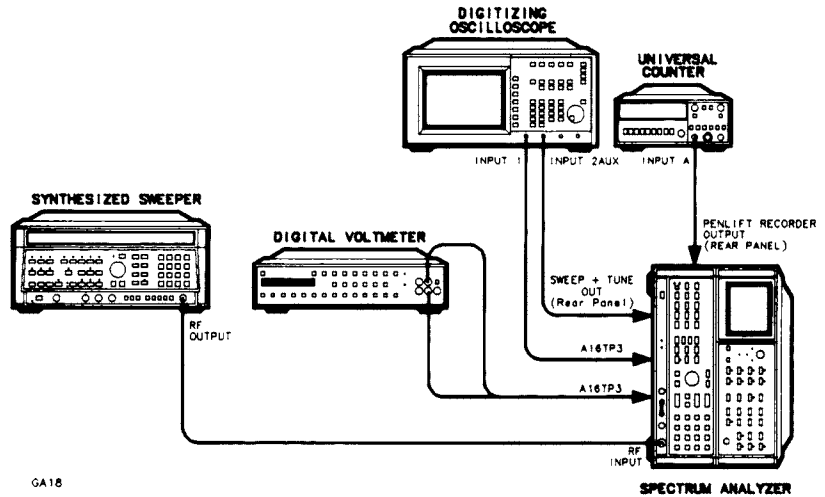 DIGITIZING
OSCILLOSCOPE
UNIVERSAL
COUNTER
INPUT 1
INPUT 2AUX
INPUT A
SYNTHESIZED SWEEPER
DIGITAL VOLTMETER
PENLIFT RECORDER
OUTPUT
(REAR PANEL)
SWEEP + TUNE
OUT
(Rear Panel)
RF
OUTPUT
A16TP3
A16TP3
RF
INPUT
GA18
SPECTRUM ANALYZER